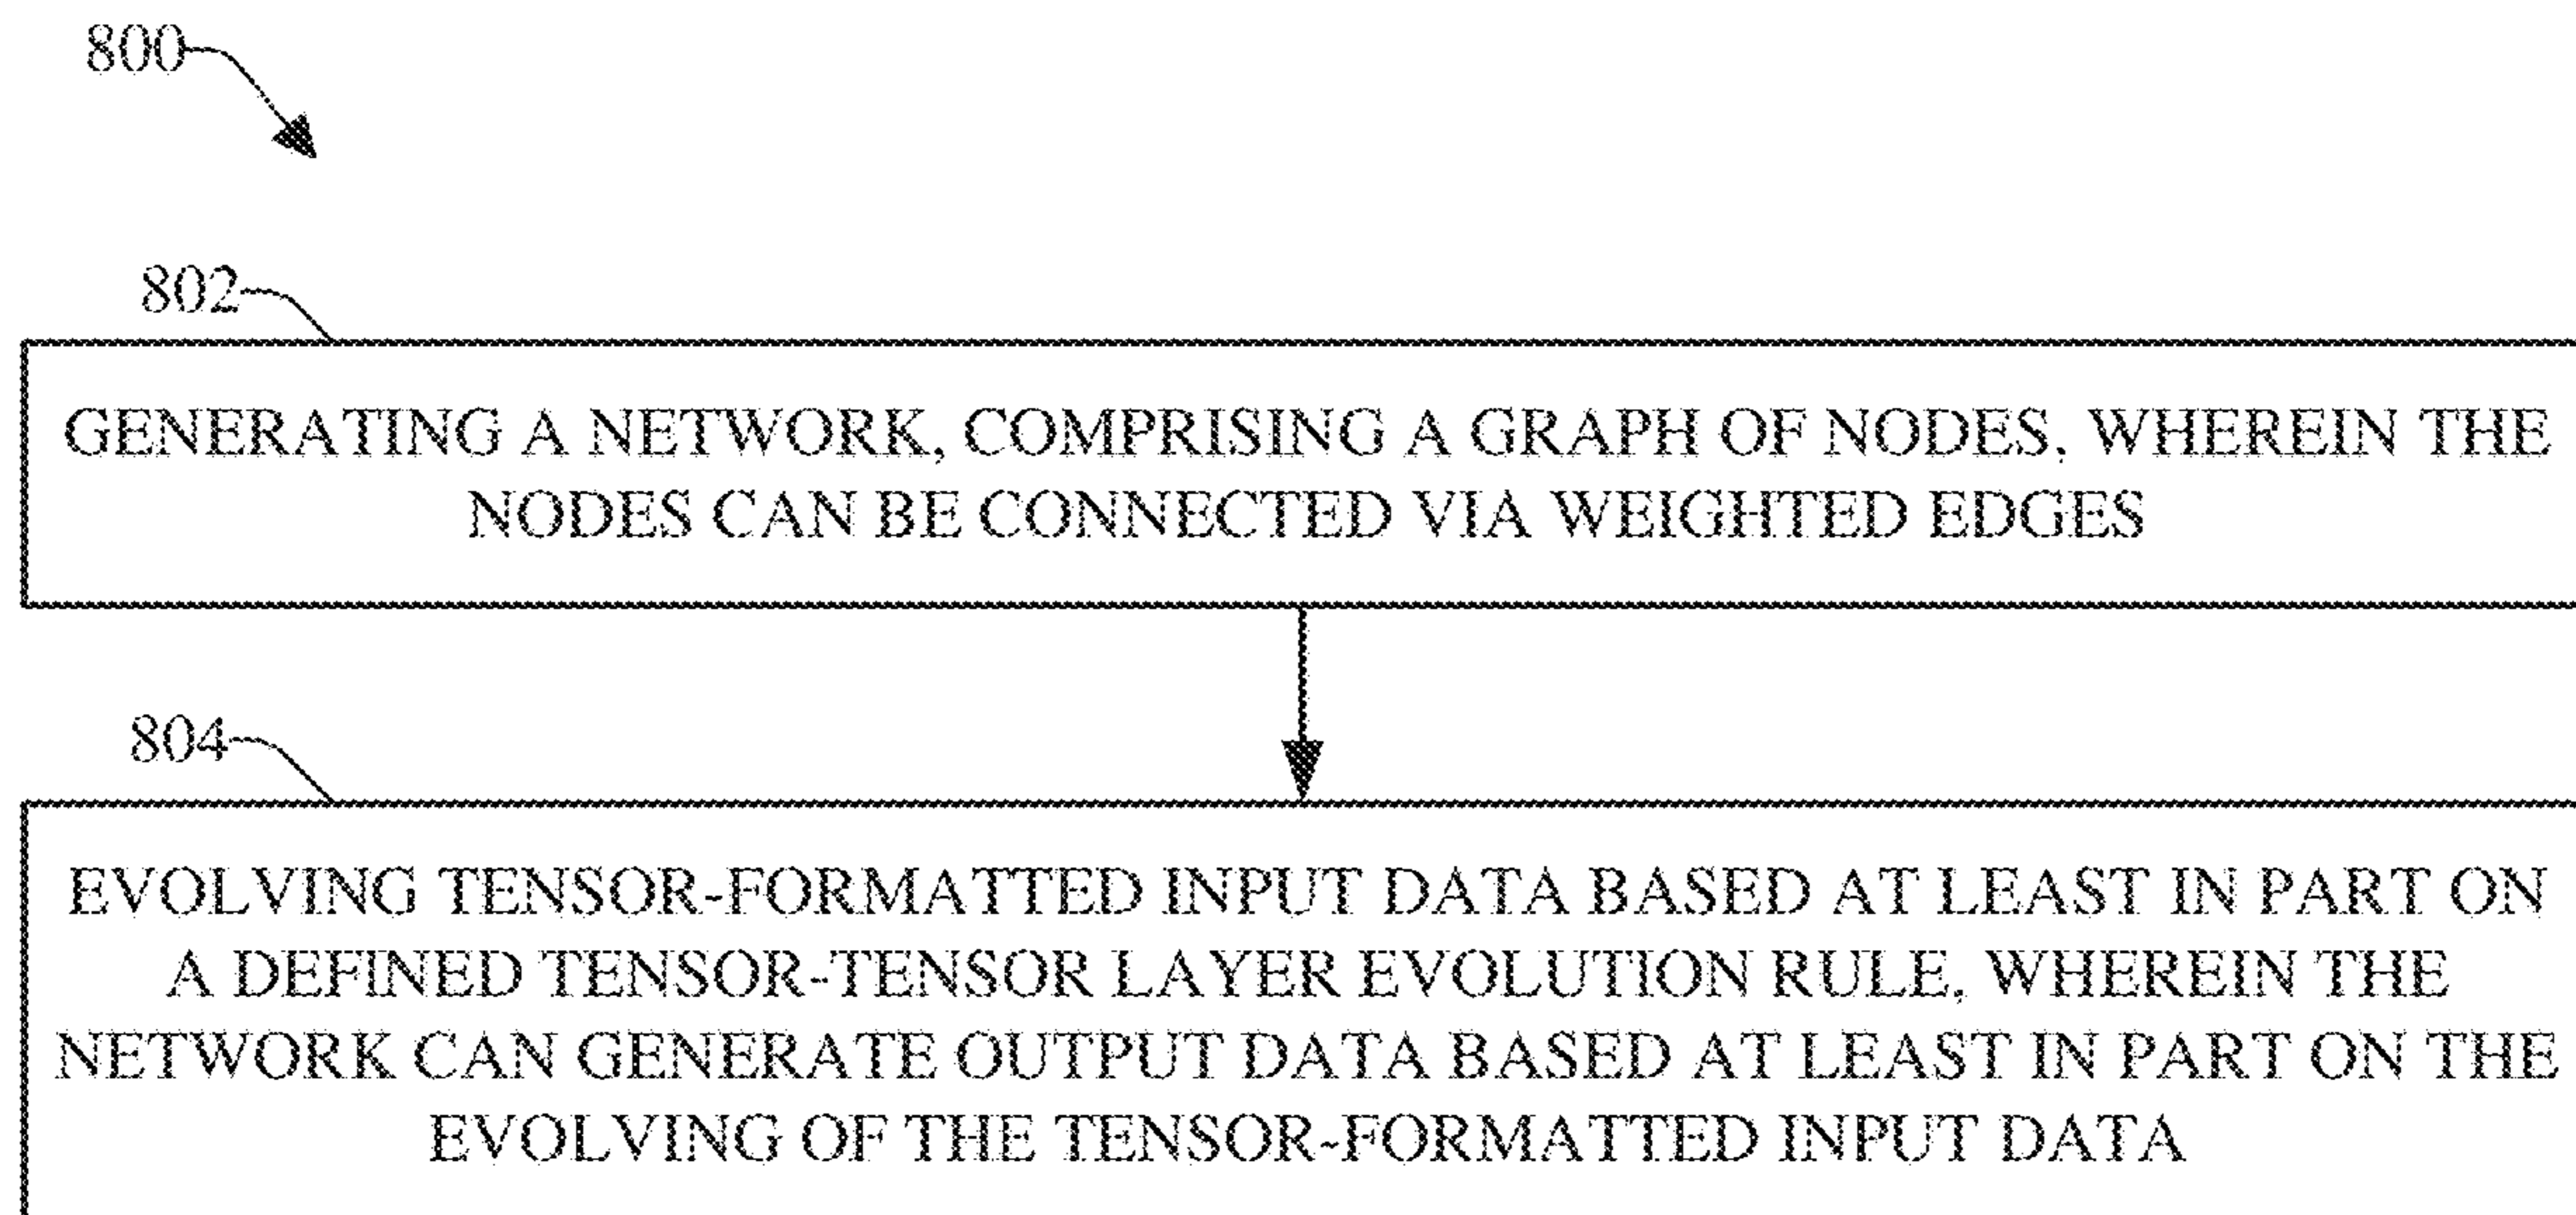 800
802
GENERATING A NETWORK, COMPRISING A GRAPH OF NODES, WHEREIN THE
NODES CAN BE CONNECTED VIA WEIGHTED EDGES
804
EVOLVING TENSOR-FORMATTED INPUT DATA BASED AT LEAST IN PART ON
A DEFINED TENSOR-TENSOR LAYER EVOLUTION RULE, WHEREIN THE
NETWORK CAN GENERATE OUTPUT DATA BASED AT LEAST IN PART ON THE
EVOLVING OF THE TENSOR-FORMATTED INPUT DATA